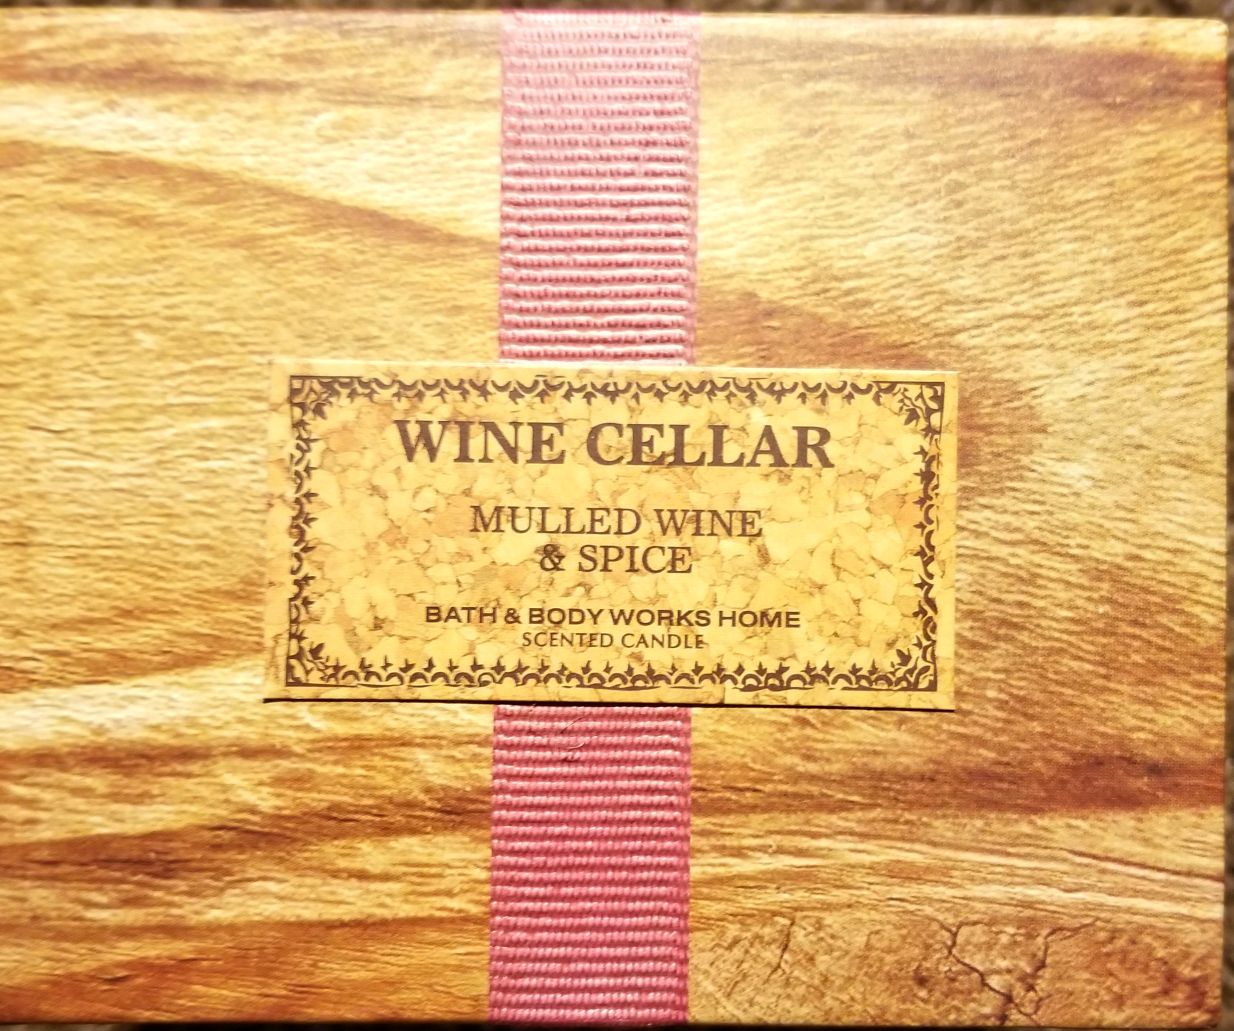 WINE CELLAR
MULLED WINE
& SPICE
BATH & BODY WORKS HOME
SCENTED CANDLE